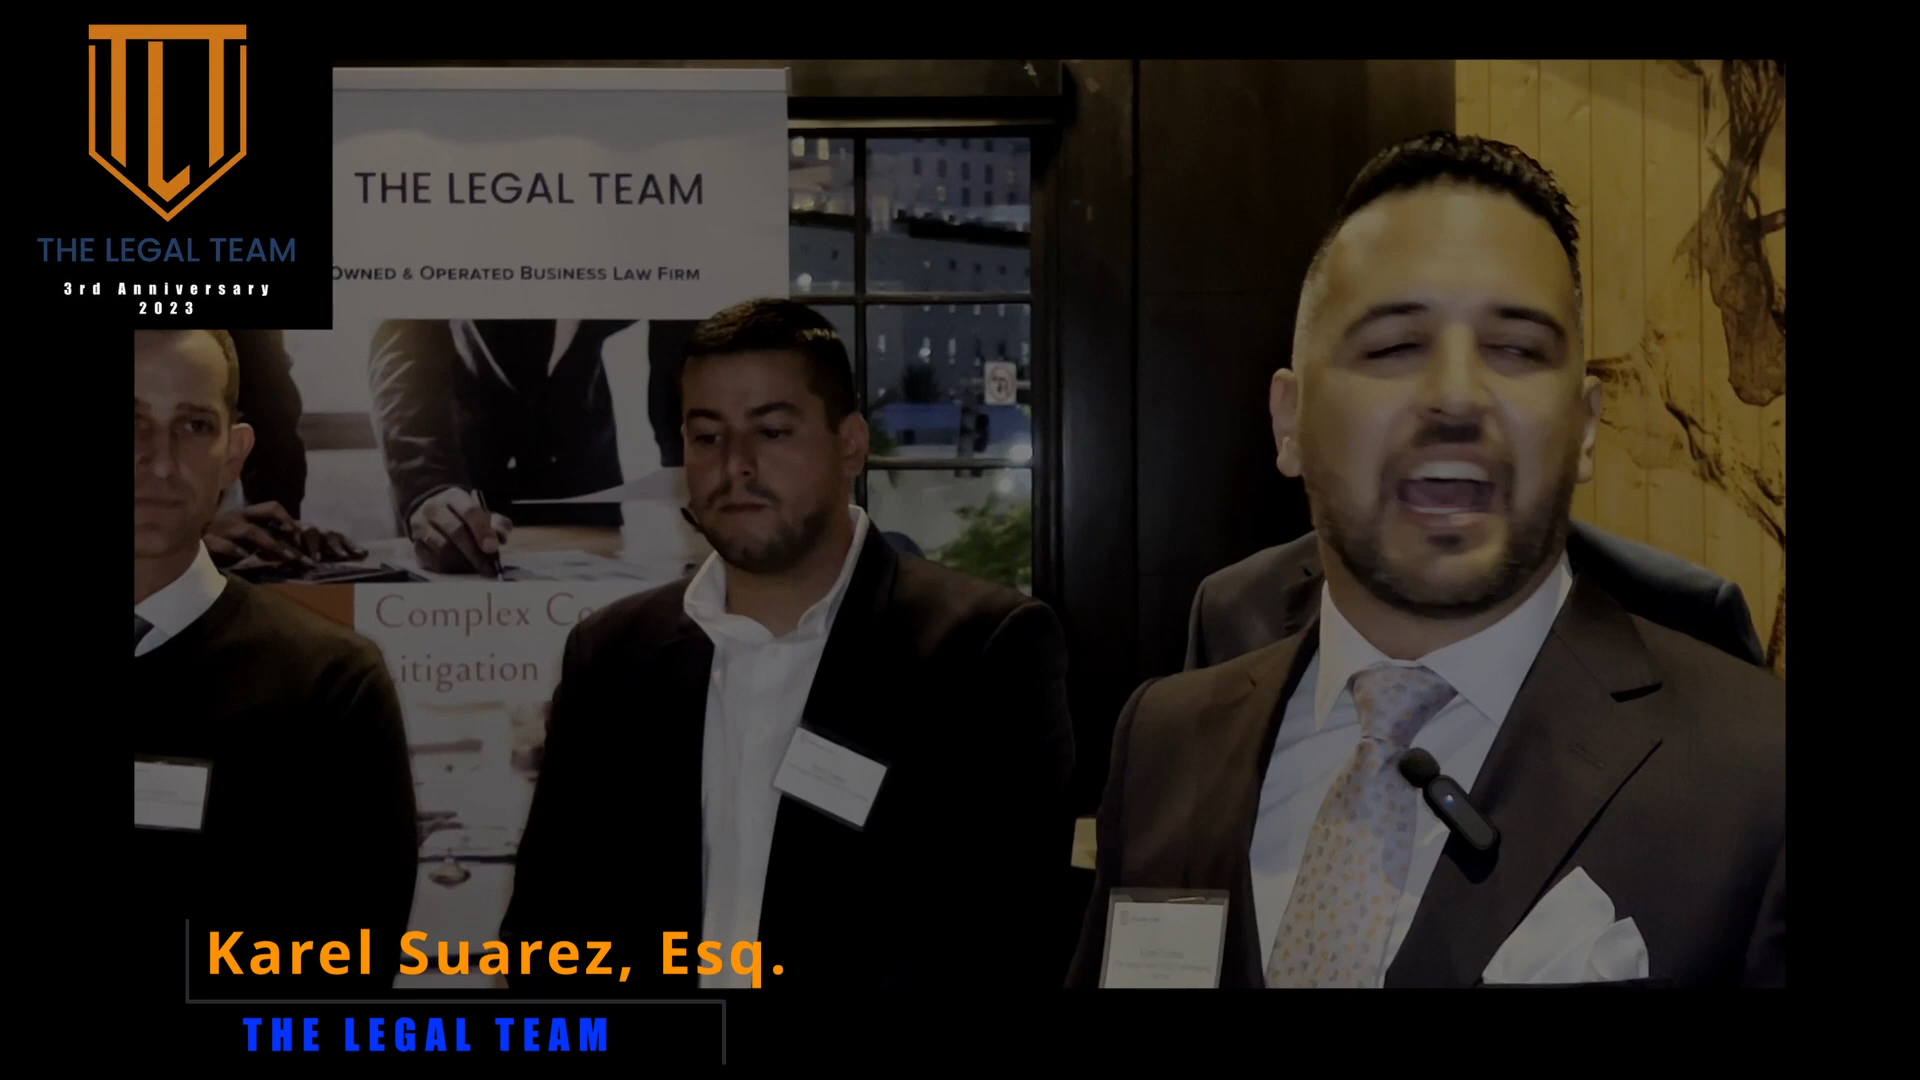 TLT
THE LEGAL TEAM
3rd Anniversary
2023
THE LEGAL TEAM
OWNED & OPERATED BUSINESS LAW FIRM
Complex Co
itigation
Karel Suarez, Esq.
THE LEGAL TEAM